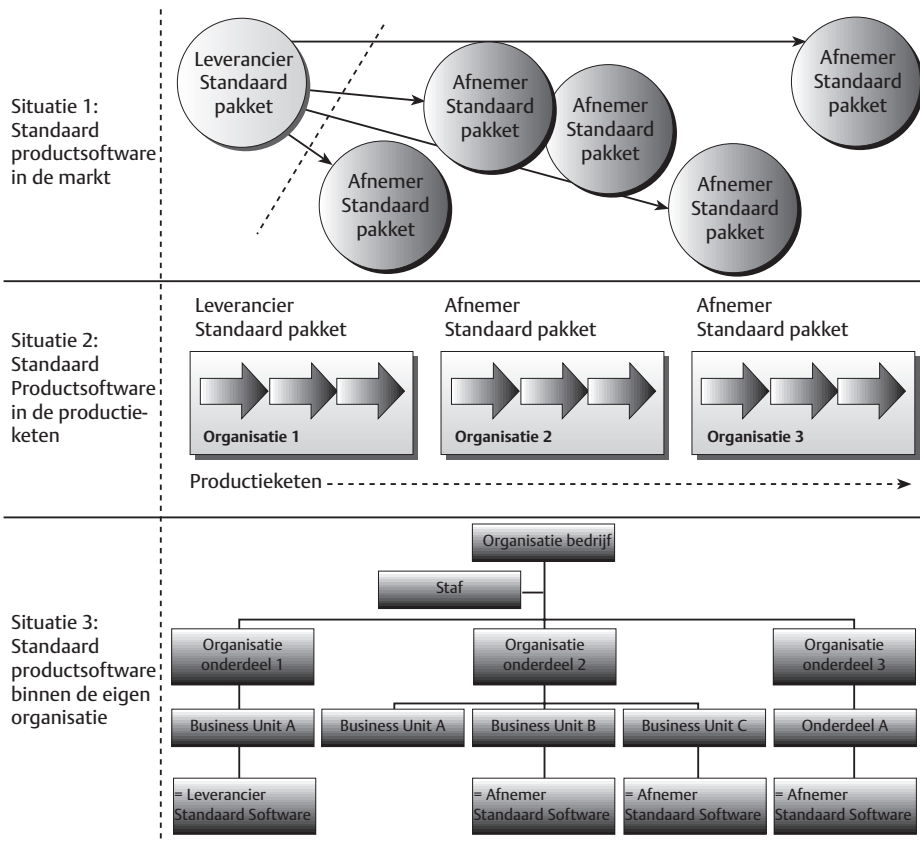 Situatie 1:
Standaard
productsoftware
in de markt
Leverancier
Standaard
pakket
Afnemer
Standaard
pakket
Afnemer
Standaard
pakket
Afnemer
Standaard
pakket
Afnemer
Standaard
pakket
Afnemer
Standaard
pakket
Situatie 2:
Standaard
Productsoftware
in de productie-
keten
Leverancier
Standaard pakket
Afnemer
Standaard pakket
Afnemer
Standaard pakket
Organisatie 1
Organisatie 2
Organisatie 3
Productieketen
Situatie 3:
Standaard
productsoftware
binnen de eigen
organisatie
Organisatie bedrijf
Staf
Organisatie
onderdeel 1
Organisatie
onderdeel 2
Organisatie
onderdeel 3
Business Unit A
Business Unit A
Business Unit B
Business Unit C
Onderdeel A
= Leverancier
Standaard Software
= Afnemer
Standaard Software
= Afnemer
Standaard Software
= Afnemer
Standaard Software